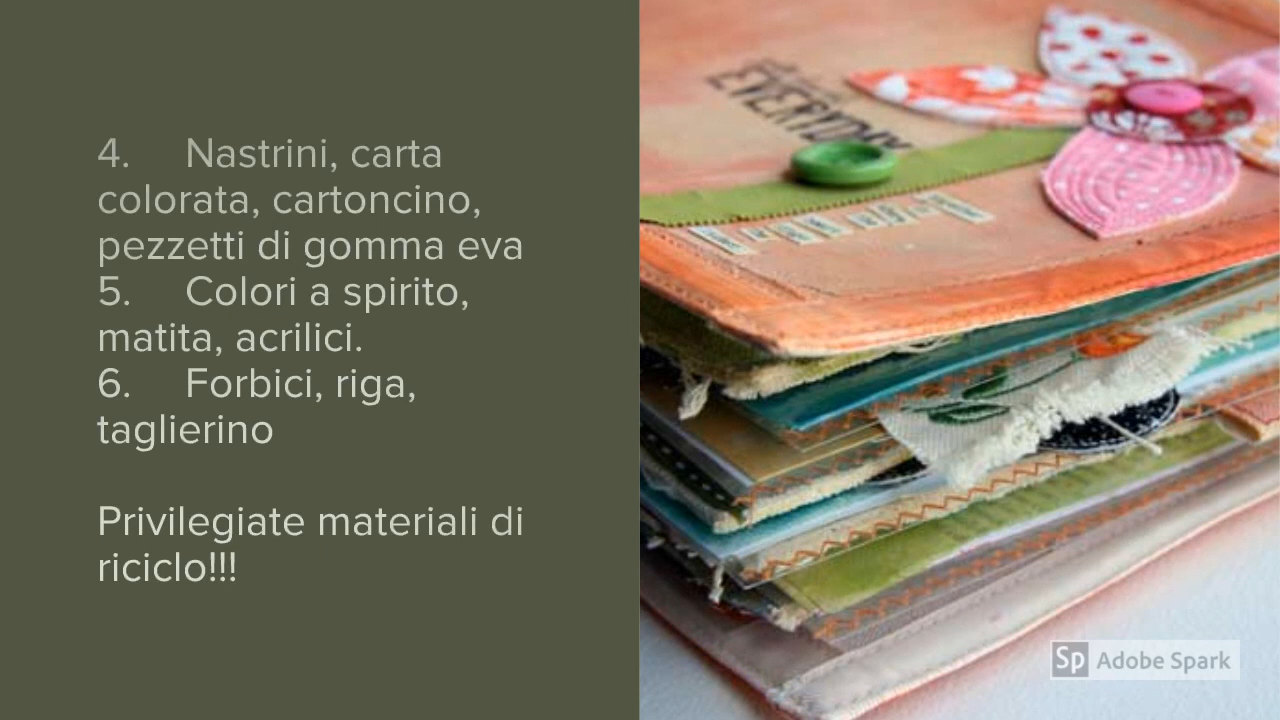 4. Nastrini, carta
colorata, cartoncino,
pezzetti di gomma eva
5. Colori a spirito,
matita, acrilici.
6. Forbici, riga,
taglierino
Privilegiate materiali di
riciclo!!!
EVERYDAY
Sp Adobe Spark